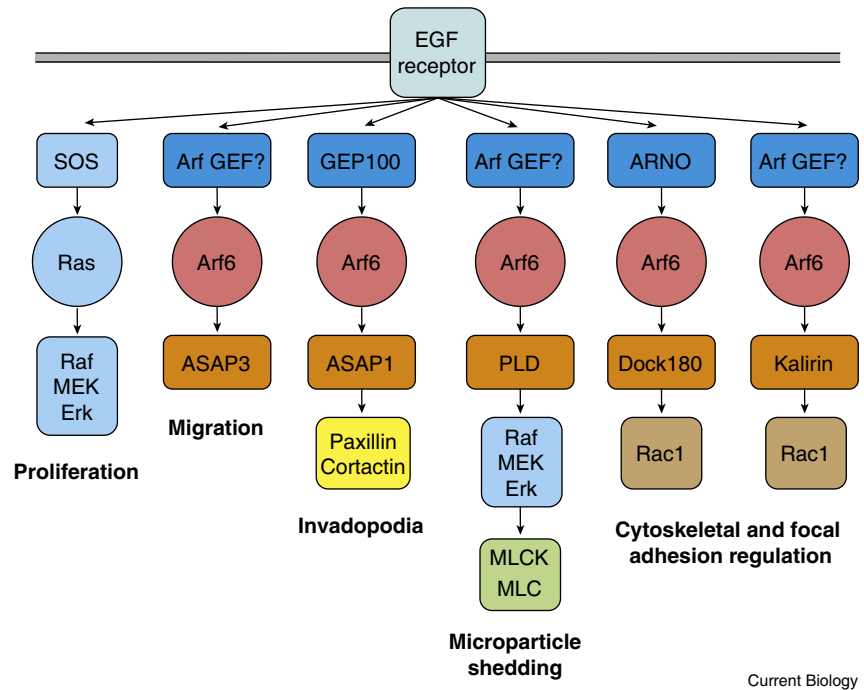 EGF
receptor
SOS
Arf GEF?
GEP100
Arf GEF?
ARNO
Arf GEF?
Ras
Arf6
Arf6
Arf6
Arf6
Arf6
Raf
MEK
Erk
ASAP3
ASAP1
PLD
Dock180
Kalirin
Migration
Paxillin
Cortactin
Raf
MEK
Erk
Rac1
Rac1
Proliferation
Invadopodia
Cytoskeletal and focal
adhesion regulation
MLCK
MLC
Microparticle
shedding
Current Biology